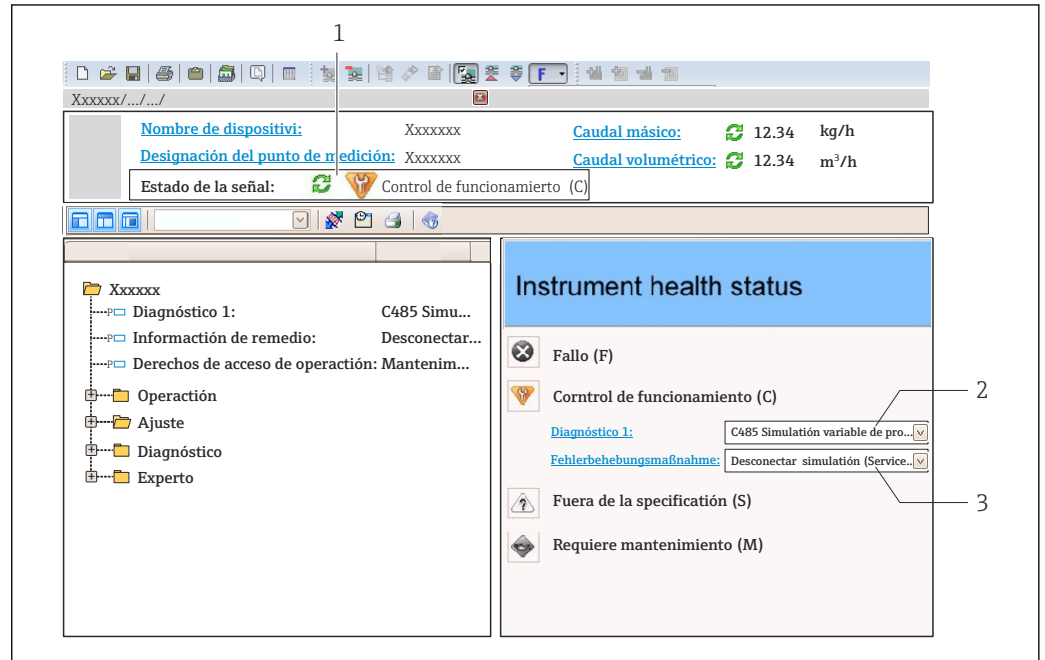 1
F
Xxxxxx/.../.../
Nombre de dispositivi: Xxxxxxx Caudal másico: 12.34 kg/h
Designación del punto de medición: Xxxxxxx Caudal volumétrico: 12.34 m³/h
Estado de la señal: Control de funcionamierto (C)
Xxxxxx
Diagnóstico 1: C485 Simu...
Informactión de remedio: Desconectar...
Derechos de acceso de operactión: Mantenim...
Operactión
Ajuste
Diagnóstico
Experto
Instrument health status
Fallo (F)
Corntrol de funcionamiento (C)
2
Diagnóstico 1: C485 Simulatión variable de pro...
Fehlerbehebungsmaßnahme: Desconectar simulatión (Service..
Fuera de la specificatión (S)
3
Requiere mantenimiento (M)